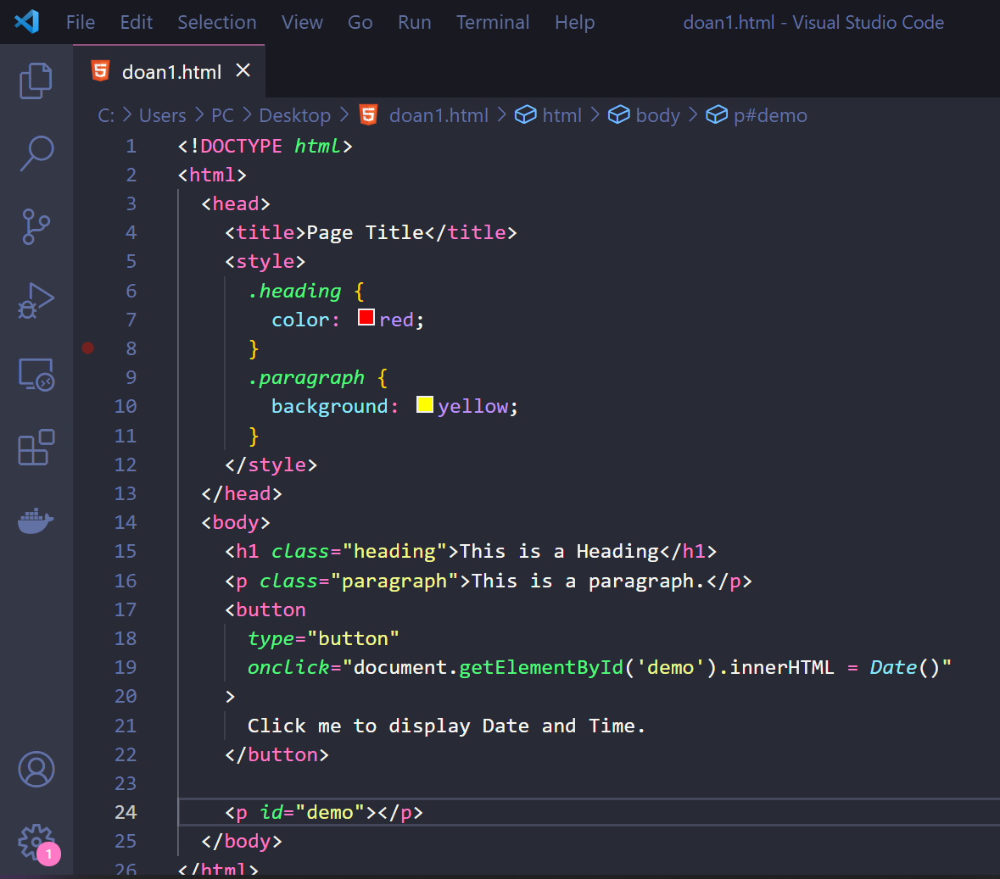 File Edit Selection View Go Run Terminal Help doan1.html - Visual Studio Code
doan1.html
C: > Users > PC > Desktop > doan1.html > html > body > p#demo
1 <!DOCTYPE html>
2 <html>
3 <head>
4 <title>Page Title</title>
5 <style>
6 .heading {
7 color: red;
8 }
9 .paragraph {
10 background: yellow;
11 }
12 </style>
13 </head>
14 <body>
15 <h1 class="heading">This is a Heading</h1>
16 <p class="paragraph">This is a paragraph.</p>
17 <button
18 type="button"
19 onclick="document.getElementById('demo').innerHTML = Date()"
20 >
21 Click me to display Date and Time.
22 </button>
23
24 <p id="demo"></p>
25 </body>
26 </html>
1